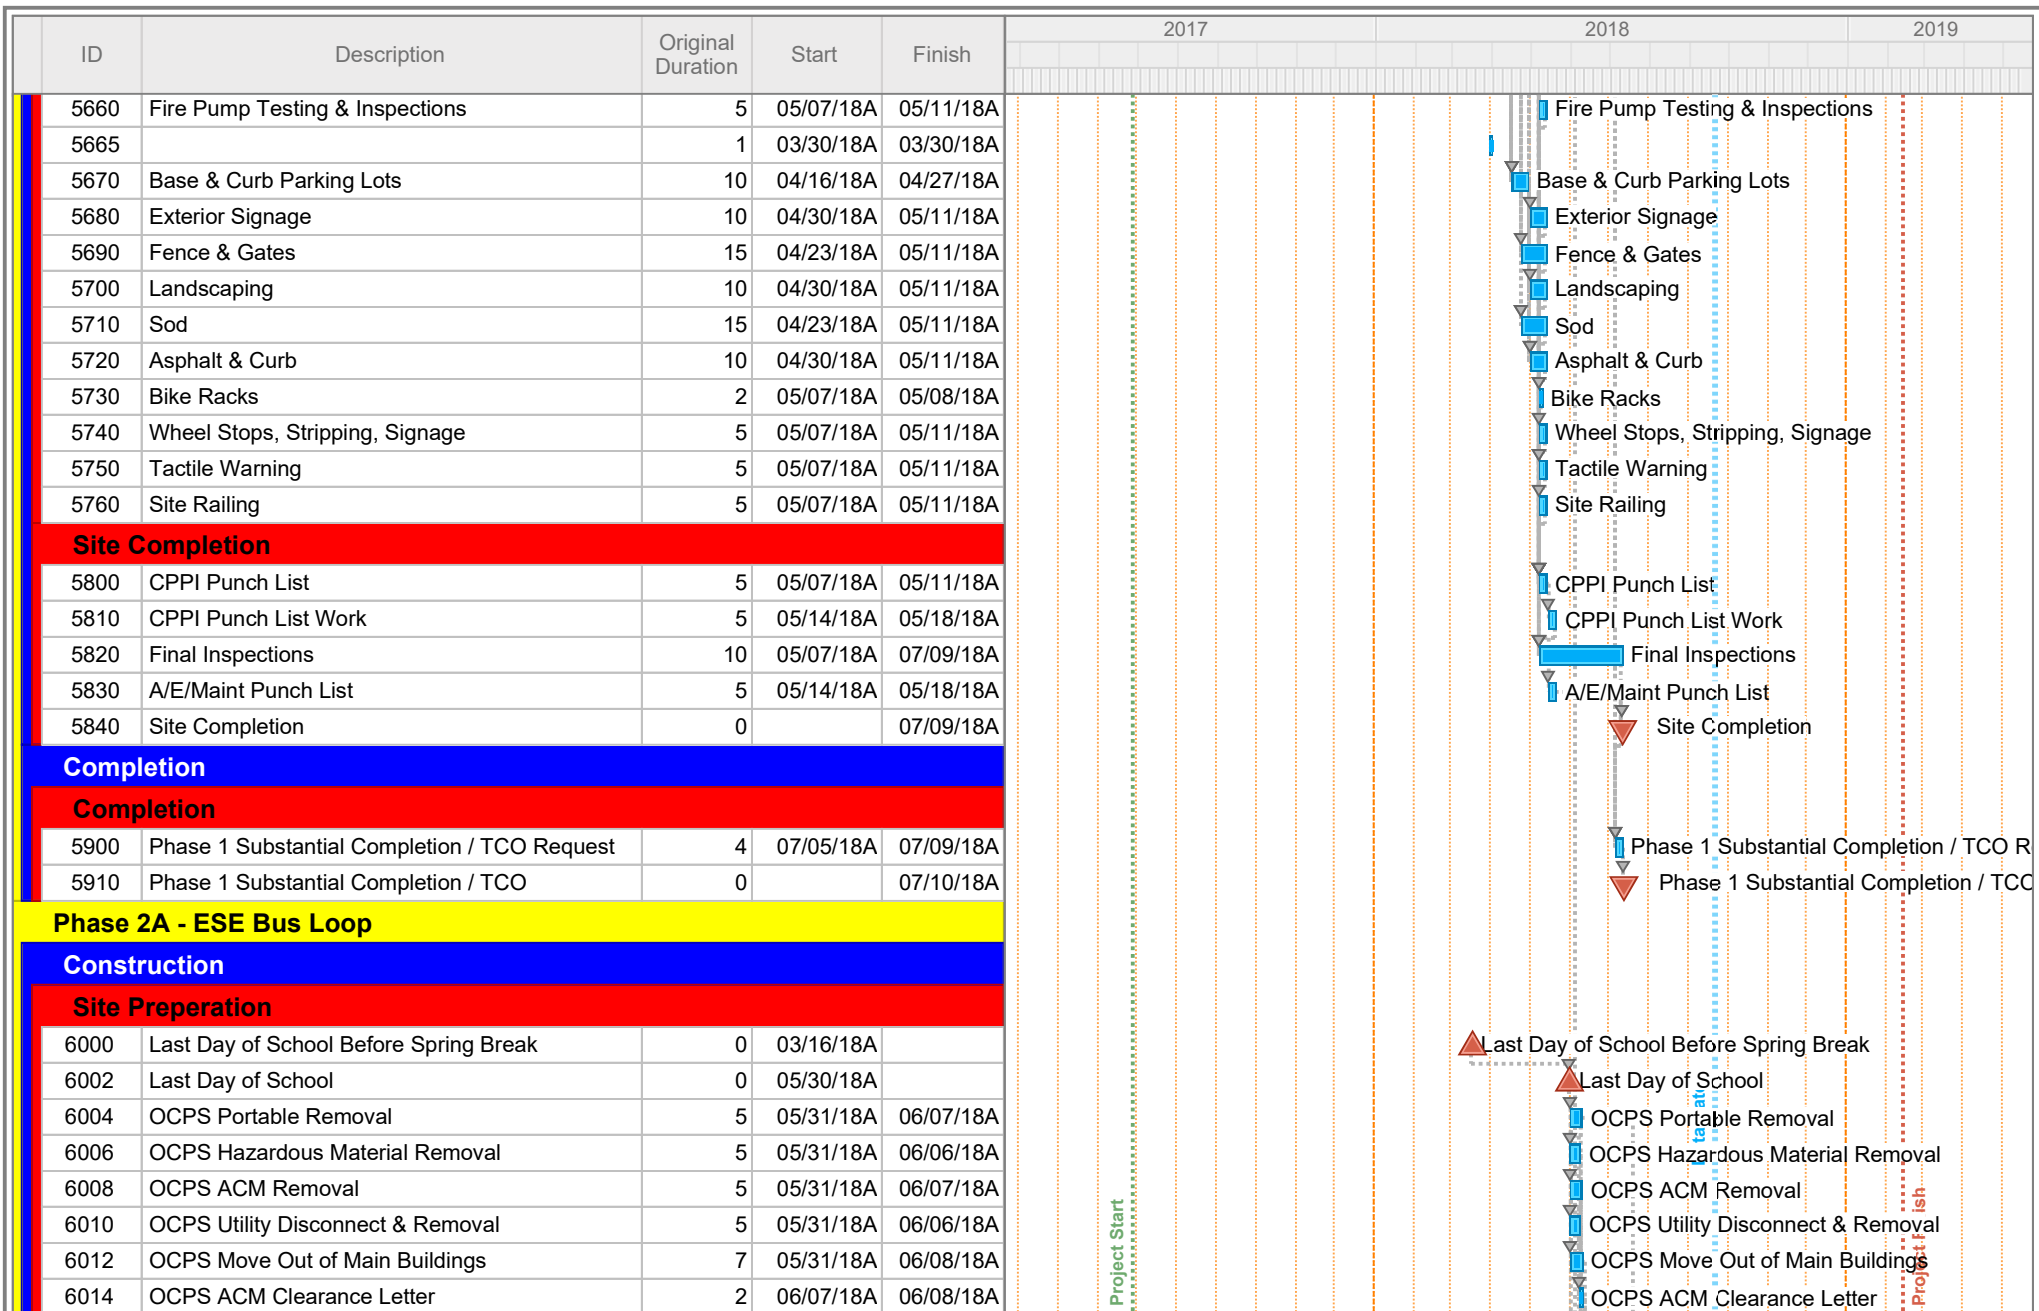 2017 2018 2019
ID Description Original Duration Start Finish
5660 Fire Pump Testing & Inspections 5 05/07/18A 05/11/18A Fire Pump Testing & Inspections
5665 1 03/30/18A 03/30/18A
5670 Base & Curb Parking Lots 10 04/16/18A 04/27/18A Base & Curb Parking Lots
5680 Exterior Signage 10 04/30/18A 05/11/18A Exterior Signage
5690 Fence & Gates 15 04/23/18A 05/11/18A Fence & Gates
5700 Landscaping 10 04/30/18A 05/11/18A Landscaping
5710 Sod 15 04/23/18A 05/11/18A Sod
5720 Asphalt & Curb 10 04/30/18A 05/11/18A Asphalt & Curb
5730 Bike Racks 2 05/07/18A 05/08/18A Bike Racks
5740 Wheel Stops, Stripping, Signage 5 05/07/18A 05/11/18A Wheel Stops, Stripping, Signage
5750 Tactile Warning 5 05/07/18A 05/11/18A Tactile Warning
5760 Site Railing 5 05/07/18A 05/11/18A Site Railing
Site Completion
5800 CPPI Punch List 5 05/07/18A 05/11/18A CPPI Punch List
5810 CPPI Punch List Work 5 05/14/18A 05/18/18A CPPI Punch List Work
5820 Final Inspections 10 05/07/18A 07/09/18A Final Inspections
5830 A/E/Maint Punch List 5 05/14/18A 05/18/18A A/E/Maint Punch List
5840 Site Completion 0 07/09/18A Site Completion
Completion
Completion
5900 Phase 1 Substantial Completion / TCO Request 4 07/05/18A 07/09/18A Phase 1 Substantial Completion / TCO R
5910 Phase 1 Substantial Completion / TCO 0 07/10/18A Phase 1 Substantial Completion / TCO
Phase 2A - ESE Bus Loop
Construction
Site Preperation
6000 Last Day of School Before Spring Break 0 03/16/18A Last Day of School Before Spring Break
6002 Last Day of School 0 05/30/18A Last Day of School
6004 OCPS Portable Removal 5 05/31/18A 06/07/18A OCPS Portable Removal
6006 OCPS Hazardous Material Removal 5 05/31/18A 06/06/18A OCPS Hazardous Material Removal
6008 OCPS ACM Removal 5 05/31/18A 06/07/18A OCPS ACM Removal
6010 OCPS Utility Disconnect & Removal 5 05/31/18A 06/06/18A OCPS Utility Disconnect & Removal
6012 OCPS Move Out of Main Buildings 7 05/31/18A 06/08/18A OCPS Move Out of Main Buildings
6014 OCPS ACM Clearance Letter 2 06/07/18A 06/08/18A OCPS ACM Clearance Letter
Project Start
Project